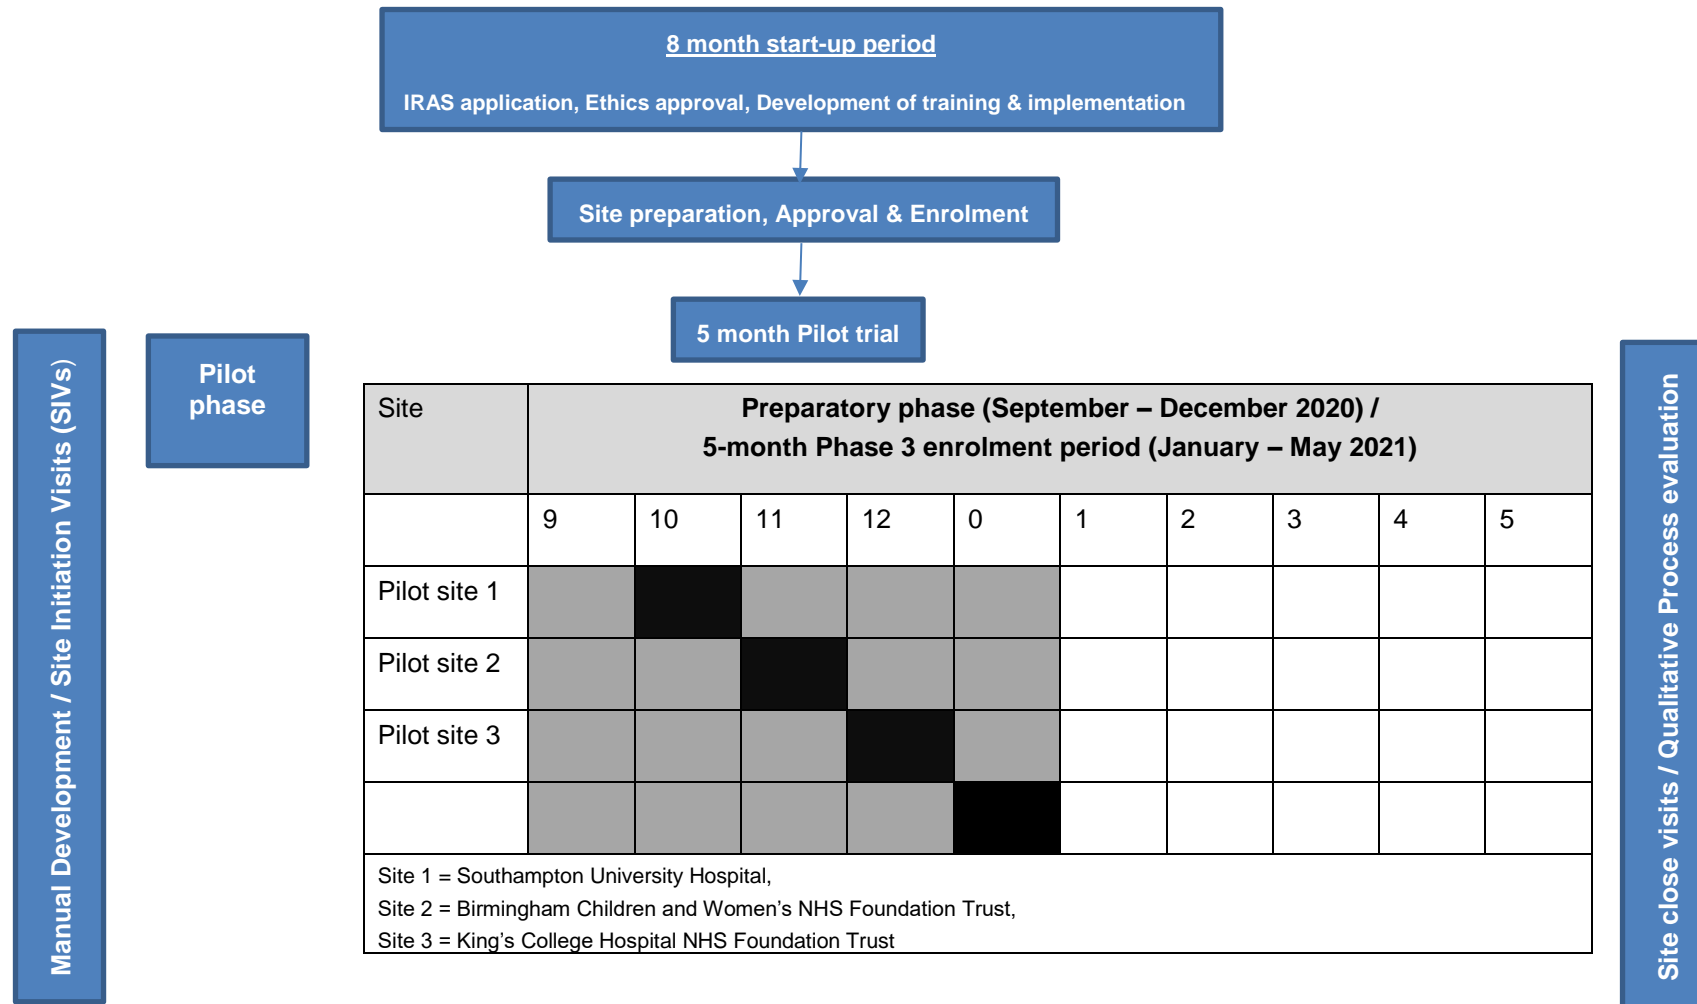 8 month start-up period
IRAS application, Ethics approval, Development of training & implementation
Site preparation, Approval & Enrolment
5 month Pilot trial
Manual Development / Site Initiation Visits (SIVs)
Pilot
phase
Site
Preparatory phase (September – December 2020) /
5-month Phase 3 enrolment period (January – May 2021)
9 10 11 12 0 1 2 3 4 5
Pilot site 1
Pilot site 2
Pilot site 3
Site 1 = Southampton University Hospital,
Site 2 = Birmingham Children and Women's NHS Foundation Trust,
Site 3 = King's College Hospital NHS Foundation Trust
Site close visits / Qualitative Process evaluation